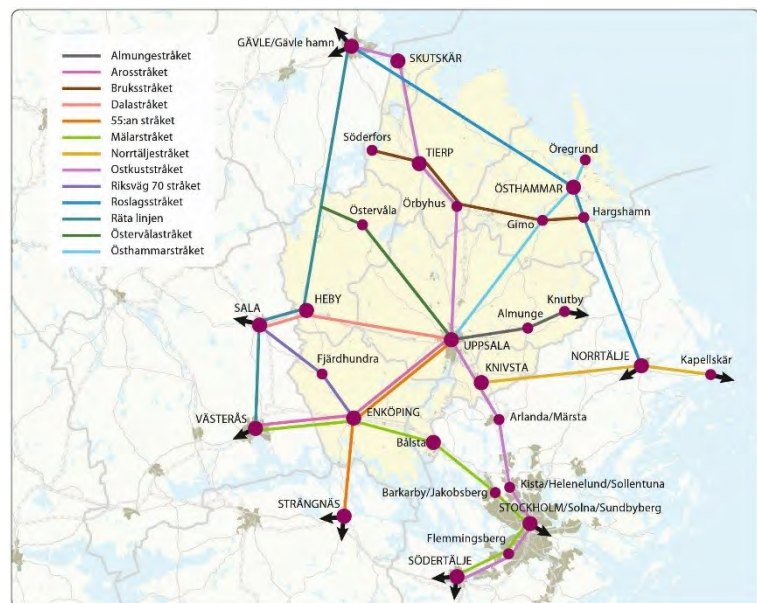 Almungestråket
Arosstråket
Bruksstråket
Dalastråket
55:an stråket
Mälarstråket
Norrtäljestråket
Ostkuststråket
Riksväg 70 stråket
Roslagsstråket
Räta linjen
Östervålastråket
Östhammarstråket
GÄVLE/Gävle hamn
SKUTSKÄR
Söderfors
TIERP
Öregrund
ÖSTHAMMAR
Örbyhus
Hargshamn
Gimo
Östervåla
HEBY
SALA
Knutby
Almunge
UPPSALA
Fjärdhundra
KNIVSTA
NORRTÄLJE
Kapellskär
ENKÖPING
VÄSTERÅS
Arlanda/Märsta
Bålsta
Kista/Helenelund/Sollentuna
Barkarby/Jakobsberg
STOCKHOLM/Solna/Sundbyberg
STRÄNGNÄS
Flemmingsberg
SÖDERTÄLJE